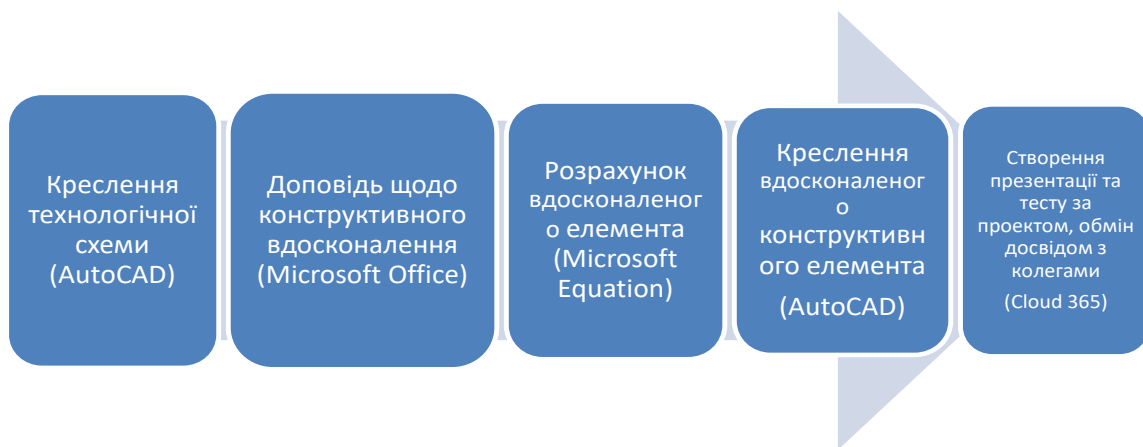 Креслення
технологічної
схеми
(AutoCAD)
Доповідь щодо
конструктивного
вдосконалення
(Microsoft Office)
Розрахунок
вдосконаленог
о елемента
(Microsoft
Equation)
Креслення
вдосконаленог
о
конструктивн
ого елемента
(AutoCAD)
Створення
презентації та
тесту за
проектом, обмін
досвідом з
колегами
(Cloud 365)